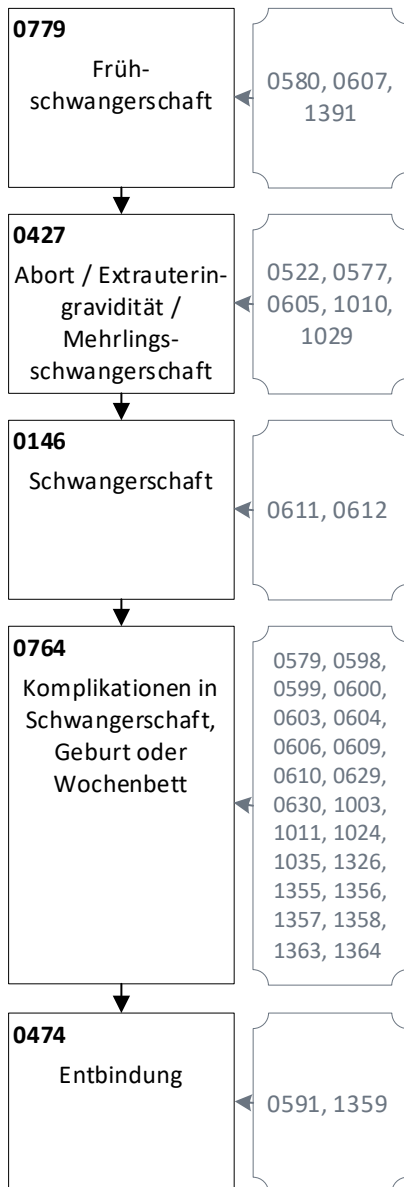 0779
Früh-
schwangerschaft
0580, 0607,
1391
0427
Abort / Extrauterin-
gravidität /
Mehrlings-
schwangerschaft
0522, 0577,
0605, 1010,
1029
0146
Schwangerschaft
0611, 0612
0764
Komplikationen in
Schwangerschaft,
Geburt oder
Wochenbett
0579, 0598,
0599, 0600,
0603, 0604,
0606, 0609,
0610, 0629,
0630, 1003,
1011, 1024,
1035, 1326,
1355, 1356,
1357, 1358,
1363, 1364
0474
Entbindung
0591, 1359